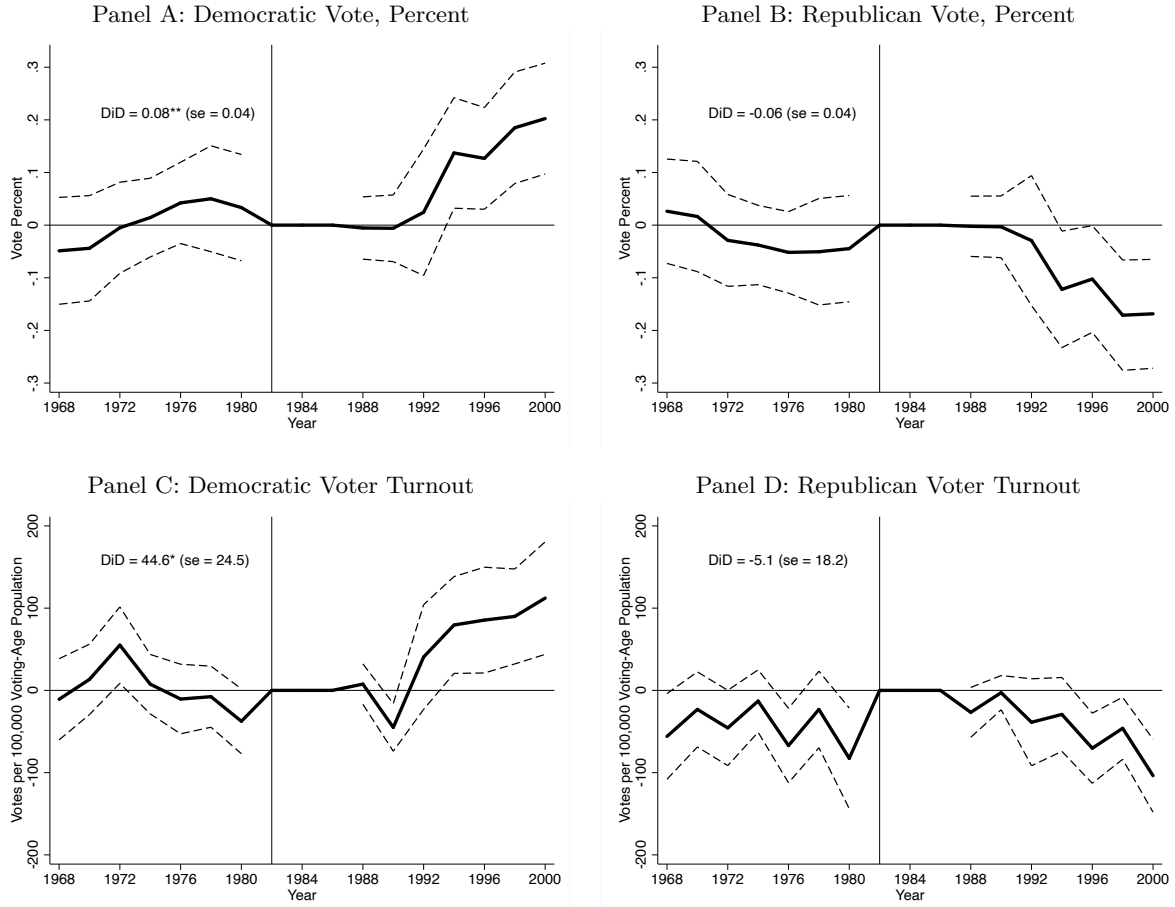 Panel A: Democratic Vote, Percent
Vote Percent
.3
.2
.1
0
-.1
-.2
-.3
DiD = 0.08** (se = 0.04)
1968 1972 1976 1980 1984 1988 1992 1996 2000
Year
Panel B: Republican Vote, Percent
Vote Percent
.3
.2
.1
0
-.1
-.2
-.3
DiD = -0.06 (se = 0.04)
1968 1972 1976 1980 1984 1988 1992 1996 2000
Year
Panel C: Democratic Voter Turnout
Votes per 100,000 Voting-Age Population
200
100
0
-100
-200
DiD = 44.6* (se = 24.5)
1968 1972 1976 1980 1984 1988 1992 1996 2000
Year
Panel D: Republican Voter Turnout
Votes per 100,000 Voting-Age Population
200
100
0
-100
-200
DiD = -5.1 (se = 18.2)
1968 1972 1976 1980 1984 1988 1992 1996 2000
Year